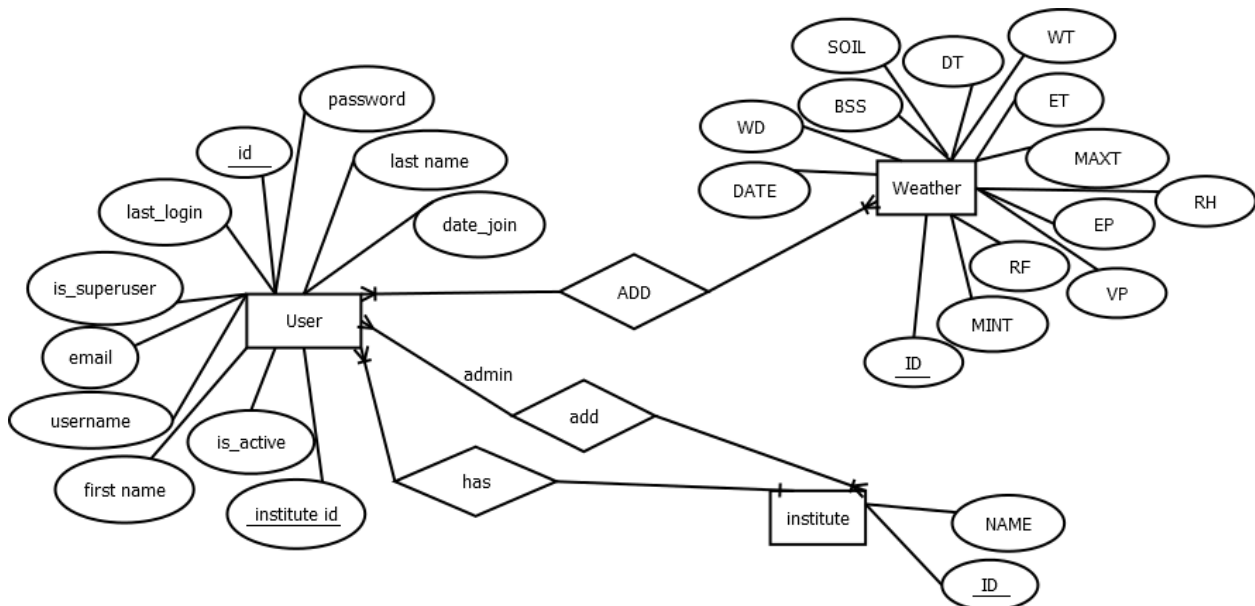 SOIL
WT
DT
password
BSS
ET
WD
id
last name
MAXT
DATE
Weather
RH
last_login
date_join
EP
RF
is_superuser
ADD
VP
User
MINT
email
ID
admin
username
add
is_active
has
first name
institute id
institute
NAME
ID